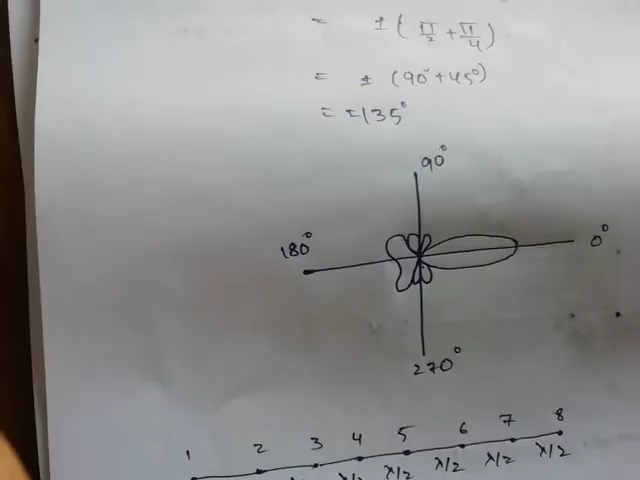 = ± ( π/2 + π/4 )
= ± (90° + 45°)
= ±135°
90°
180°
0°
270°
1 2 3 4 5 6 7 8
λ/2 λ/2 λ/2 λ/2